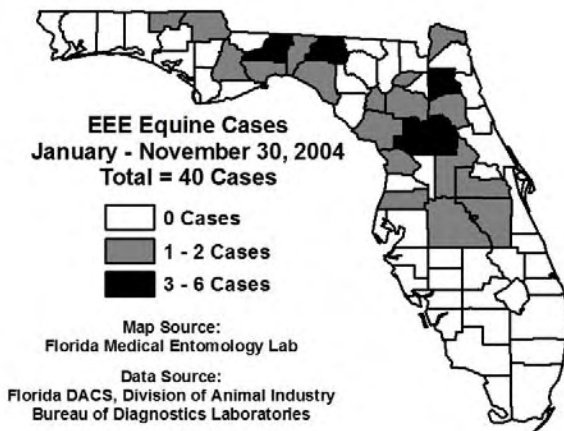 EEE Equine Cases
January - November 30, 2004
Total = 40 Cases
0 Cases
1 - 2 Cases
3 - 6 Cases
Map Source:
Florida Medical Entomology Lab
Data Source:
Florida DACS, Division of Animal Industry
Bureau of Diagnostics Laboratories